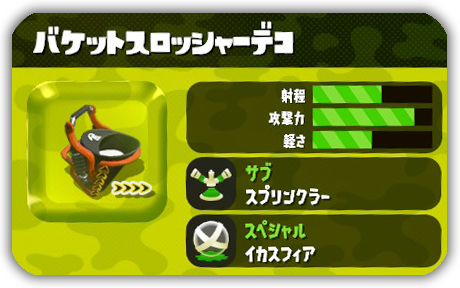 バケットスロッシャーデコ
射程
攻撃力
軽さ
サブ
スプリンクラー
スペシャル
イカスフィア